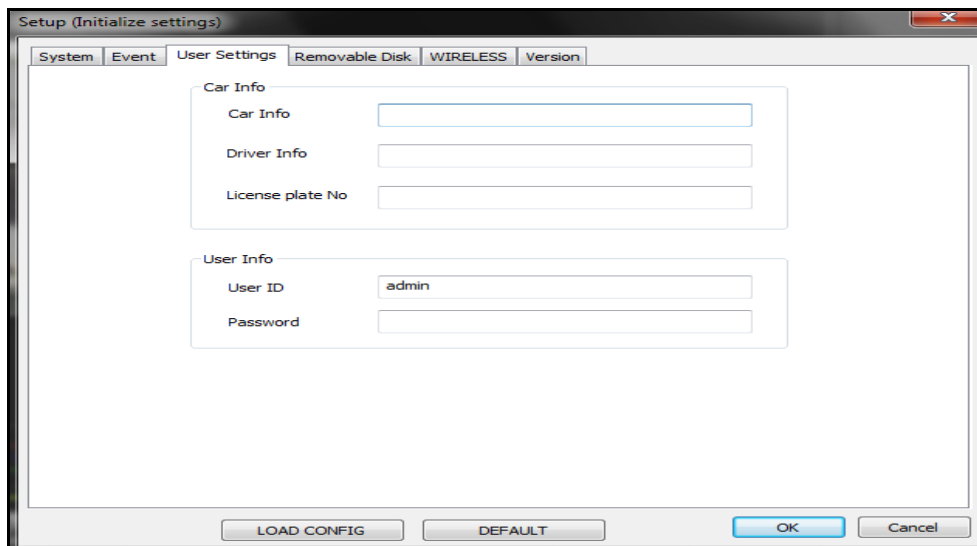 Setup (Initialize settings)
System Event User Settings Removable Disk WIRELESS Version
Car Info
Car Info
Driver Info
License plate No
User Info
User ID admin
Password
LOAD CONFIG DEFAULT OK Cancel